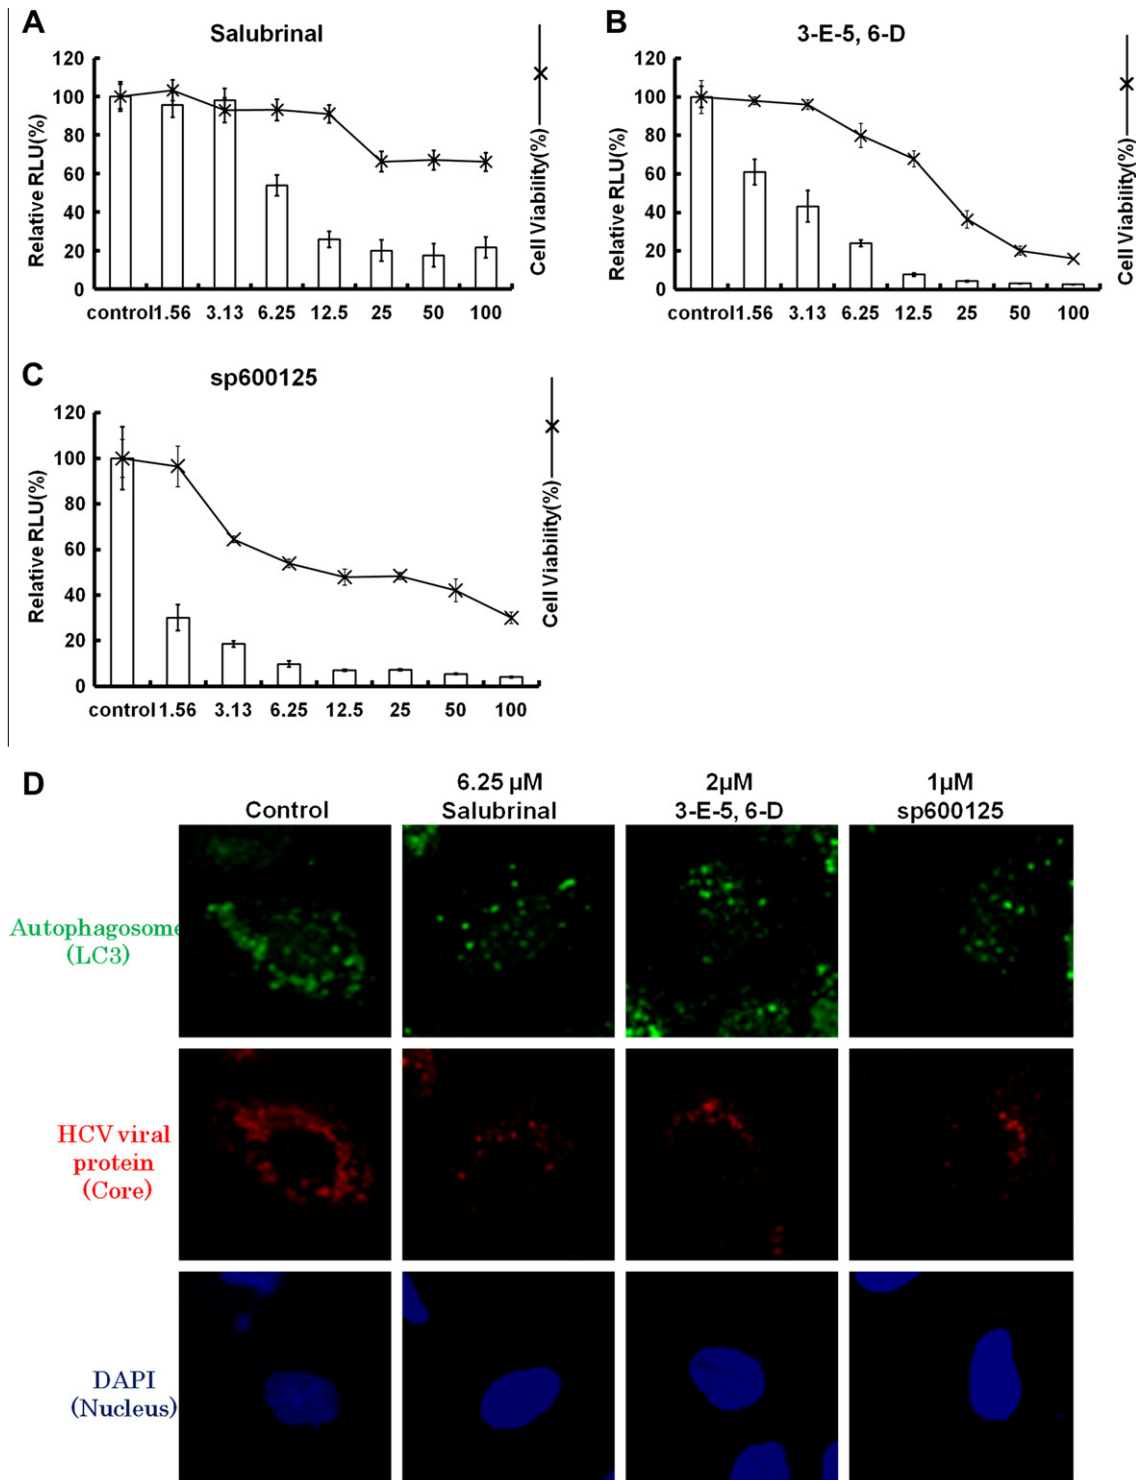 A
Salubrinal
120
100
80
60
40
20
0
Relative RLU(%)
Cell Viability(%)
control 1.56 3.13 6.25 12.5 25 50 100
B
3-E-5, 6-D
120
100
80
60
40
20
0
Relative RLU(%)
Cell Viability(%)
control 1.56 3.13 6.25 12.5 25 50 100
C
sp600125
120
100
80
60
40
20
0
Relative RLU(%)
Cell Viability(%)
control 1.56 3.13 6.25 12.5 25 50 100
D
Control
6.25 µM
Salubrinal
2µM
3-E-5, 6-D
1µM
sp600125
Autophagosome
(LC3)
HCV viral
protein
(Core)
DAPI
(Nucleus)